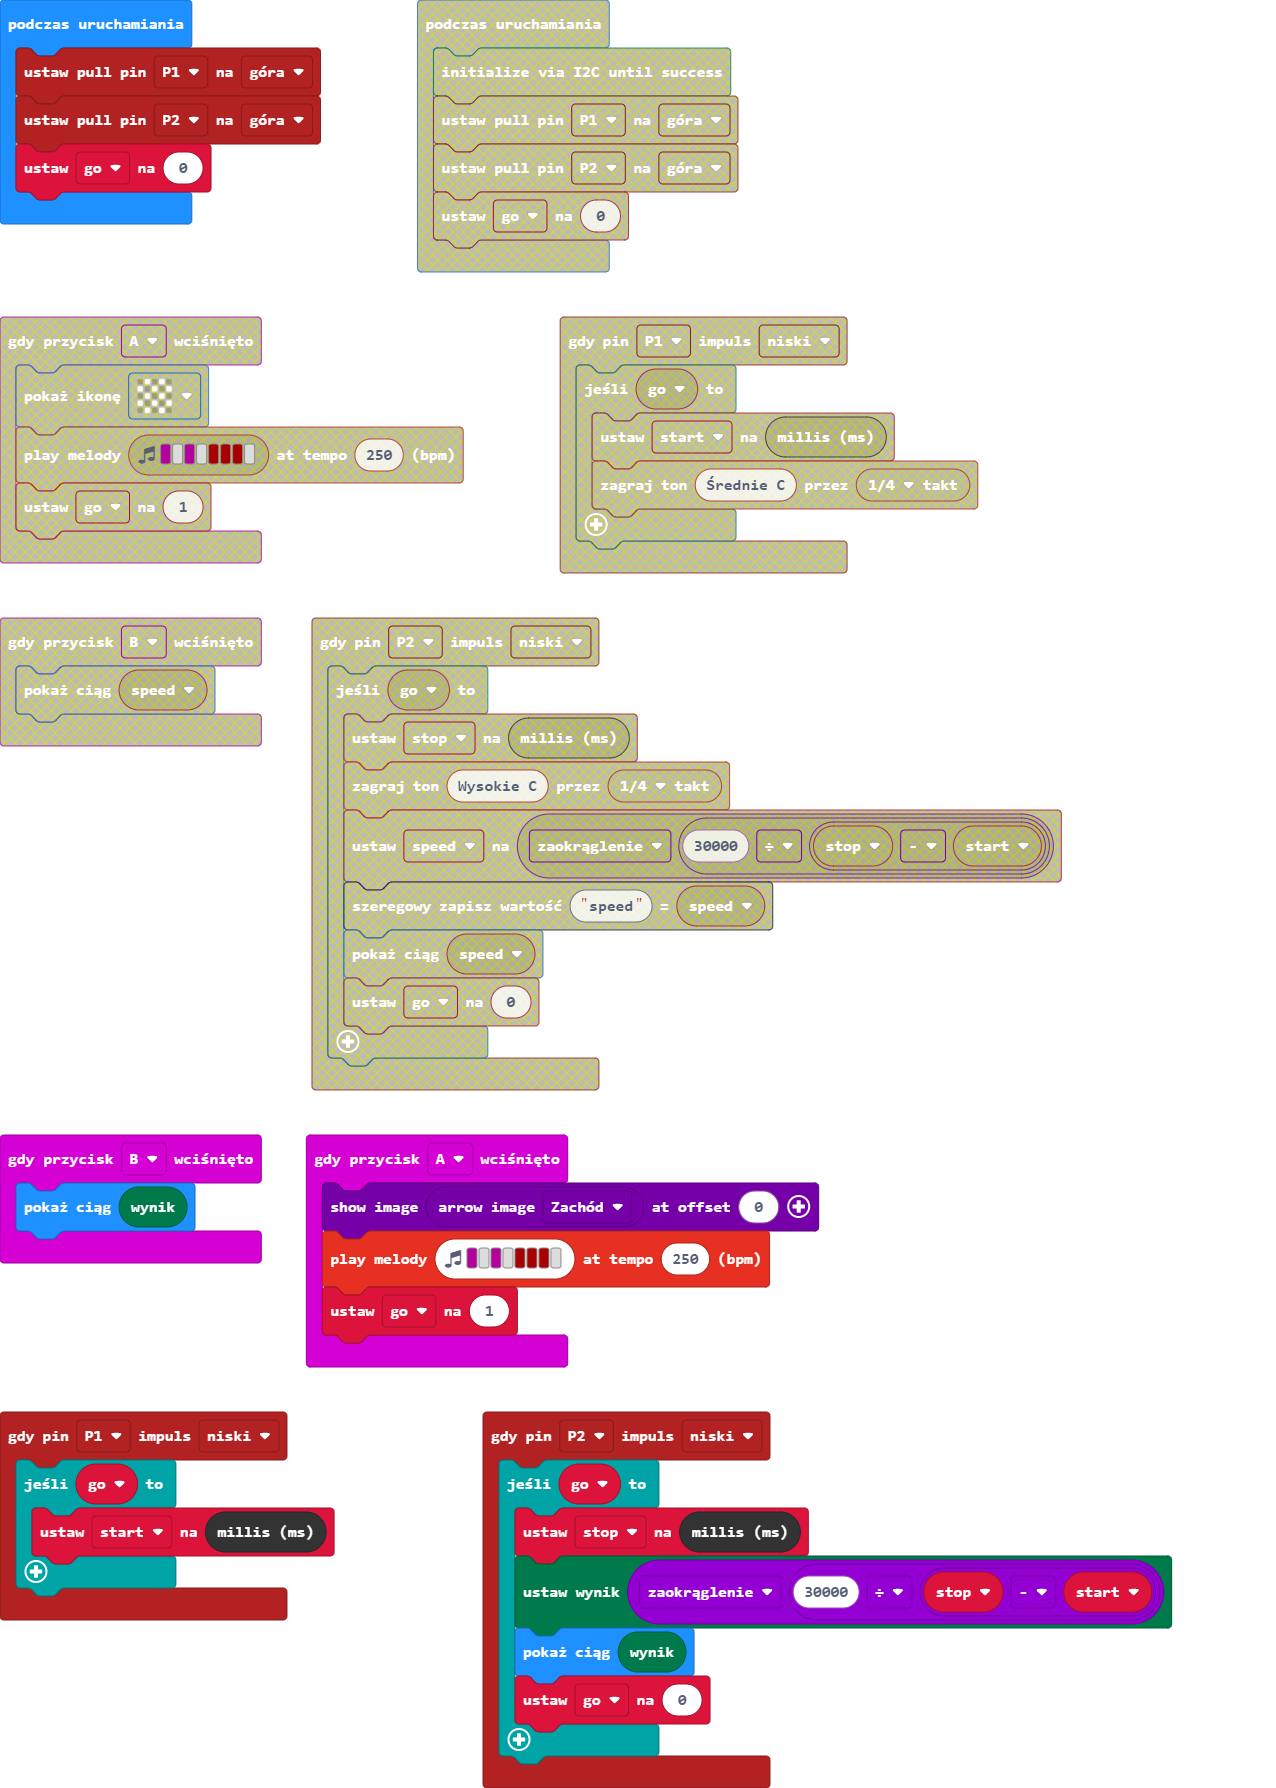 podczas uruchamiania
ustaw pull pin P1 na góra
ustaw pull pin P2 na góra
ustaw go na 0
podczas uruchamiania
initialize via I2C until success
ustaw pull pin P1 na góra
ustaw pull pin P2 na góra
ustaw go na 0
gdy przycisk A wciśnięto
pokaż ikonę
play melody at tempo 250 (bpm)
ustaw go na 1
gdy pin P1 impuls niski
jeśli go to
ustaw start na millis (ms)
zagraj ton Średnie C przez 1/4 takt
gdy przycisk B wciśnięto
pokaż ciąg speed
gdy pin P2 impuls niski
jeśli go to
ustaw stop na millis (ms)
zagraj ton Wysokie C przez 1/4 takt
ustaw speed na zaokrąglenie 30000 ÷ stop - start
szeregowy zapisz wartość "speed" = speed
pokaż ciąg speed
ustaw go na 0
gdy przycisk B wciśnięto
pokaż ciąg wynik
gdy przycisk A wciśnięto
show image arrow image Zachód at offset 0
play melody at tempo 250 (bpm)
ustaw go na 1
gdy pin P1 impuls niski
jeśli go to
ustaw start na millis (ms)
gdy pin P2 impuls niski
jeśli go to
ustaw stop na millis (ms)
ustaw wynik zaokrąglenie 30000 ÷ stop - start
pokaż ciąg wynik
ustaw go na 0